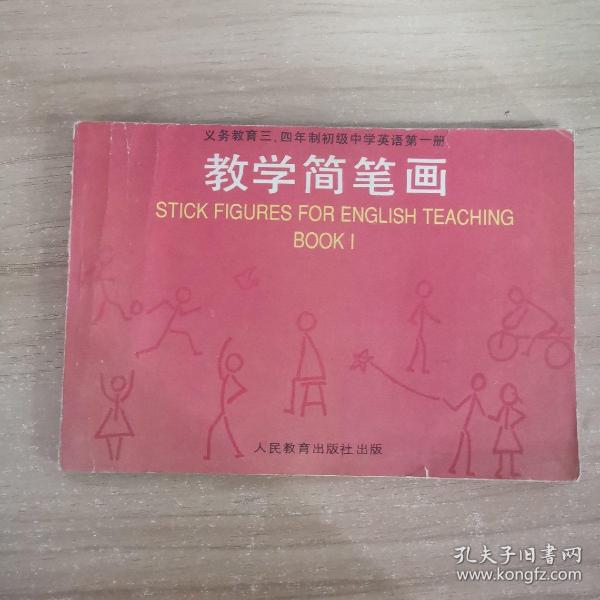 义务教育三、四年制初级中学英语第一册
教学简笔画
STICK FIGURES FOR ENGLISH TEACHING
BOOK I
人民教育出版社出版
孔夫子旧书网
www.kongfz.com